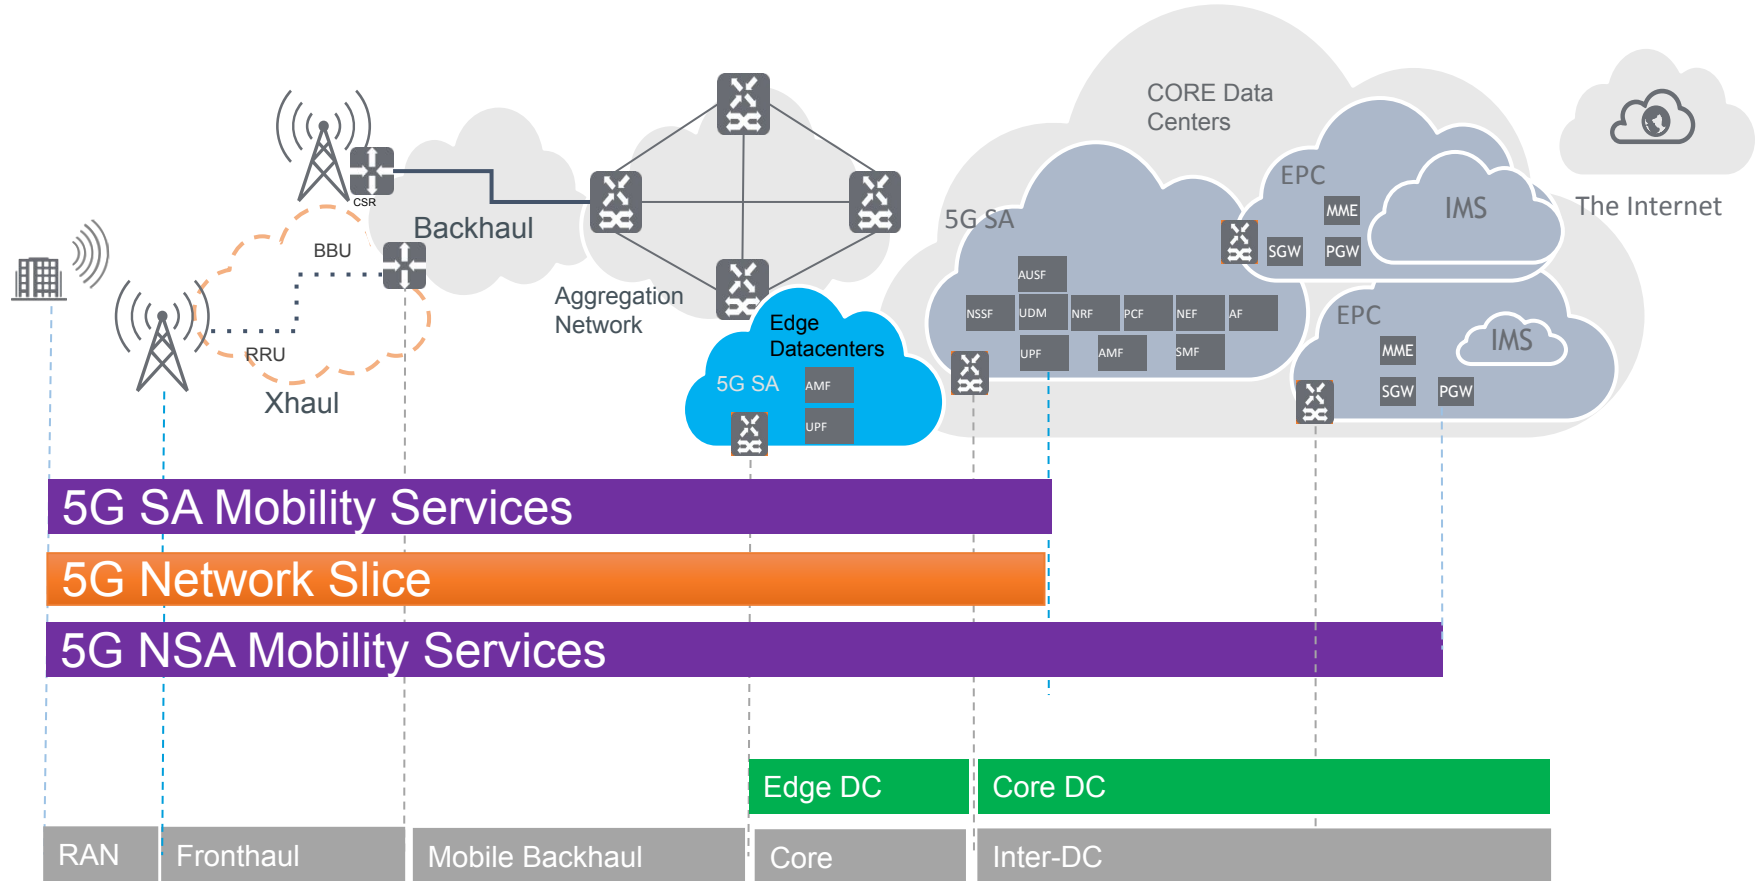 CORE Data
Centers
The Internet
CSR
Backhaul
BBU
RRU
Xhaul
Aggregation
Network
Edge
Datacenters
5G SA
AMF
UPF
5G SA
AUSF
NSSF
UDM
NRF
PCF
NEF
AF
UPF
AMF
SMF
EPC
MME
SGW
PGW
IMS
EPC
MME
SGW
PGW
IMS
5G SA Mobility Services
5G Network Slice
5G NSA Mobility Services
Edge DC
Core DC
RAN
Fronthaul
Mobile Backhaul
Core
Inter-DC